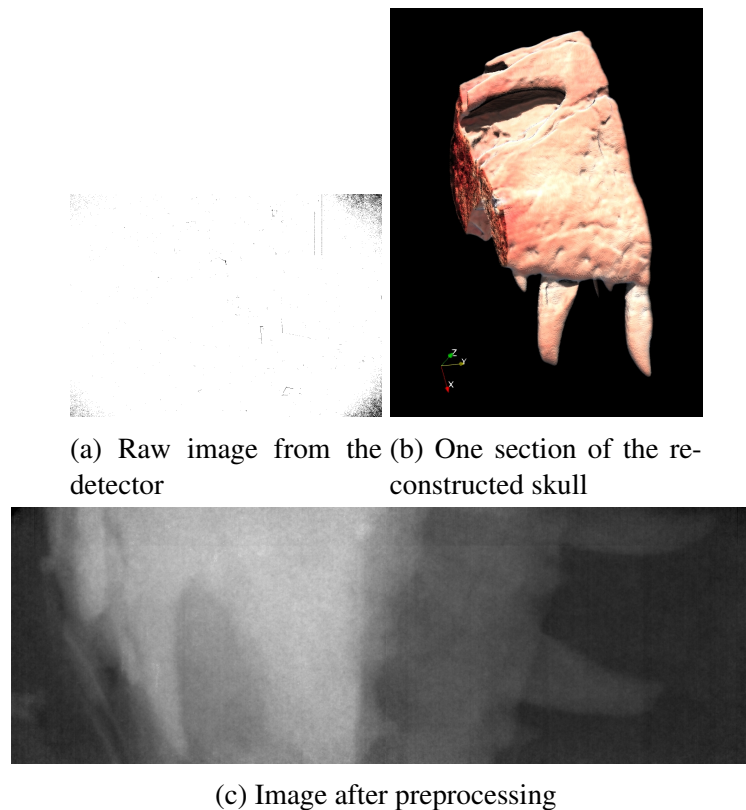 Z
Y
X
(a) Raw image from the
detector
(b) One section of the re-
constructed skull
(c) Image after preprocessing